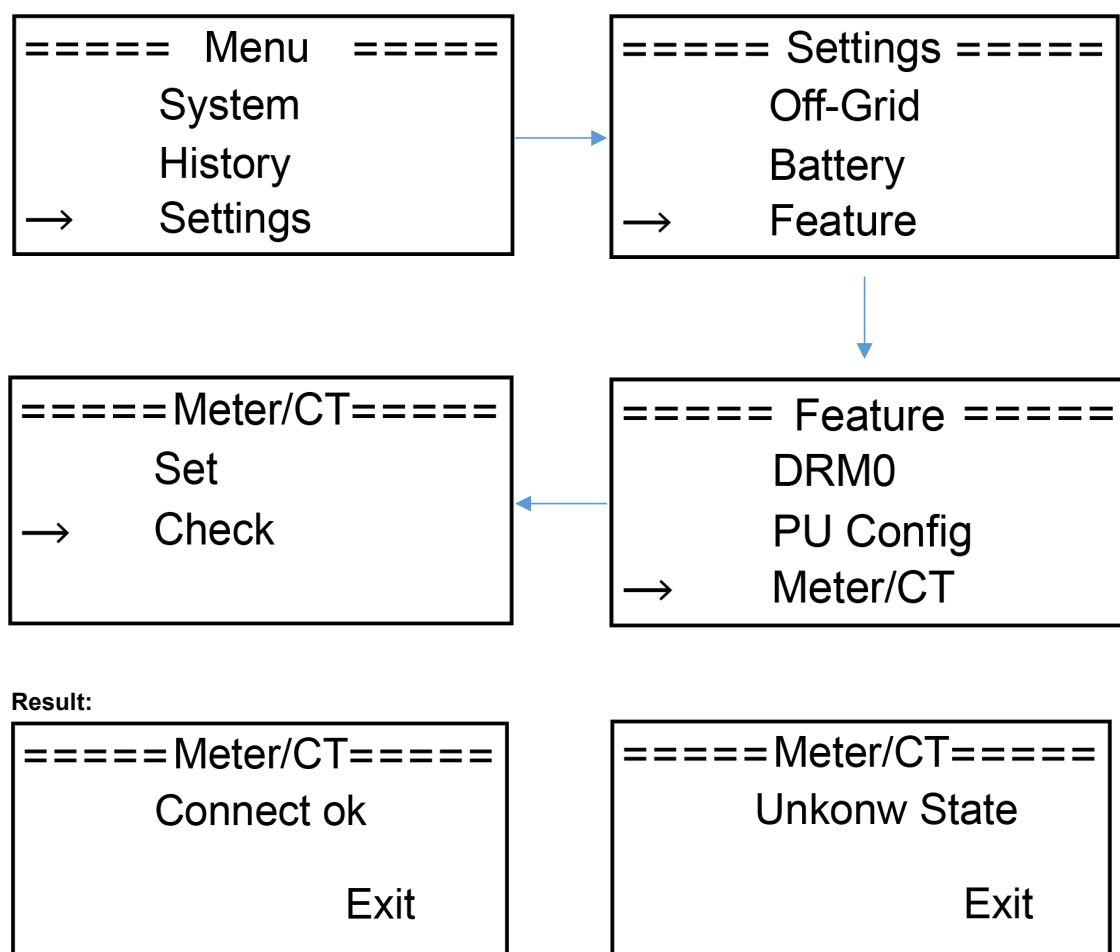 ===== Menu =====
System
History
→ Settings
===== Settings =====
Off-Grid
Battery
→ Feature
===== Feature =====
DRM0
PU Config
→ Meter/CT
=====Meter/CT=====
Set
→ Check
Result:
=====Meter/CT=====
Connect ok
Exit
=====Meter/CT=====
Unkonw State
Exit